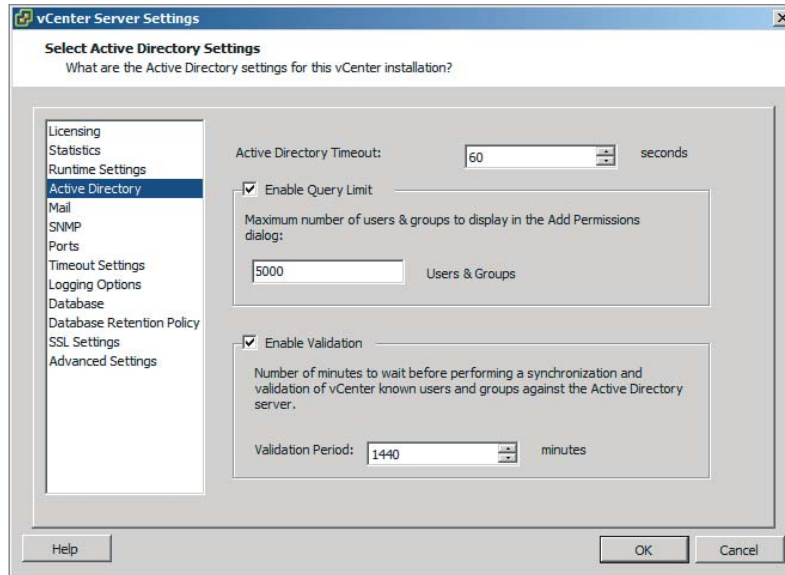 vCenter Server Settings
Select Active Directory Settings
What are the Active Directory settings for this vCenter installation?
Licensing
Statistics
Runtime Settings
Active Directory
Mail
SNMP
Ports
Timeout Settings
Logging Options
Database
Database Retention Policy
SSL Settings
Advanced Settings
Active Directory Timeout: 60 seconds
Enable Query Limit
Maximum number of users & groups to display in the Add Permissions
dialog:
5000 Users & Groups
Enable Validation
Number of minutes to wait before performing a synchronization and
validation of vCenter known users and groups against the Active Directory
server.
Validation Period: 1440 minutes
Help OK Cancel